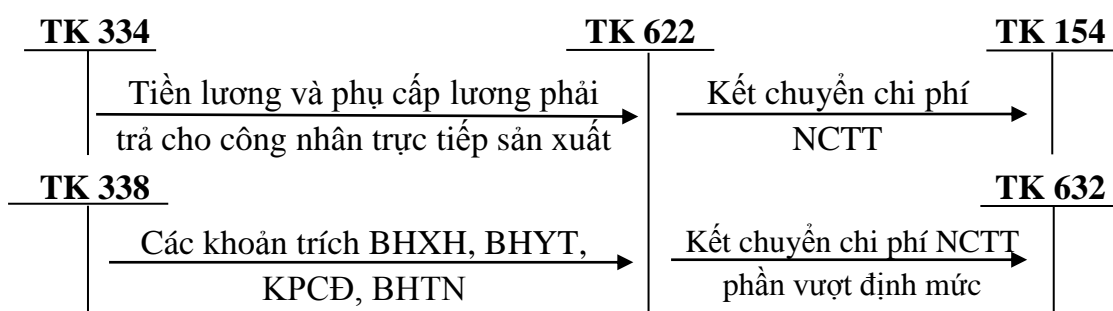 TK 334
TK 622
TK 154
Tiền lương và phụ cấp lương phải
trả cho công nhân trực tiếp sản xuất
Kết chuyển chi phí
NCTT
TK 338
TK 632
Các khoản trích BHXH, BHYT,
KPCĐ, BHTN
Kết chuyển chi phí NCTT
phần vượt định mức